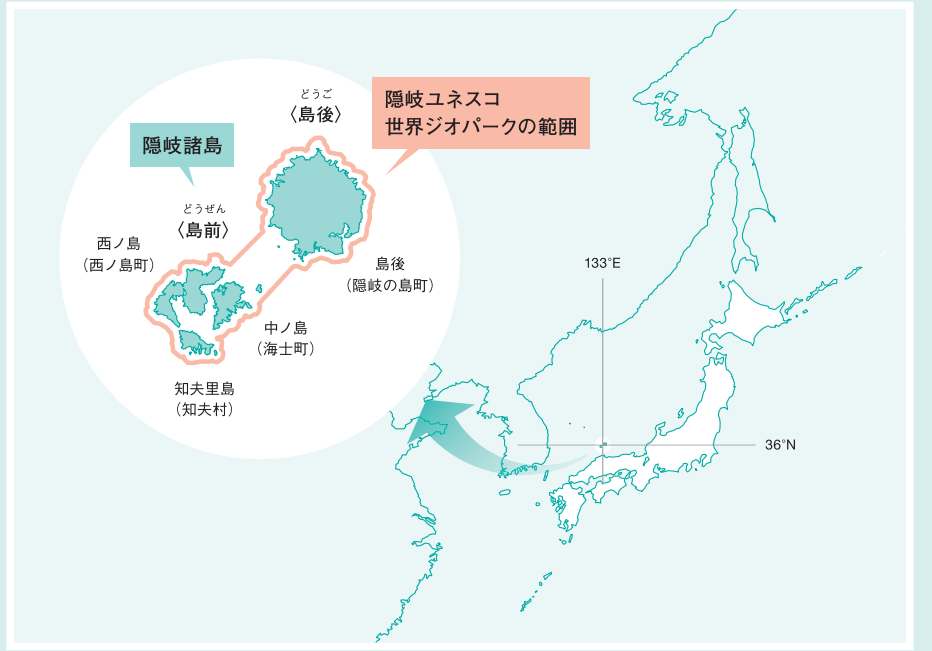 どうご
〈島後〉
隠岐ユネスコ
世界ジオパークの範囲
隠岐諸島
どうぜん
〈島前〉
西ノ島
（西ノ島町）
島後
（隠岐の島町）
中ノ島
（海士町）
知夫里島
（知夫村）
133°E
36°N